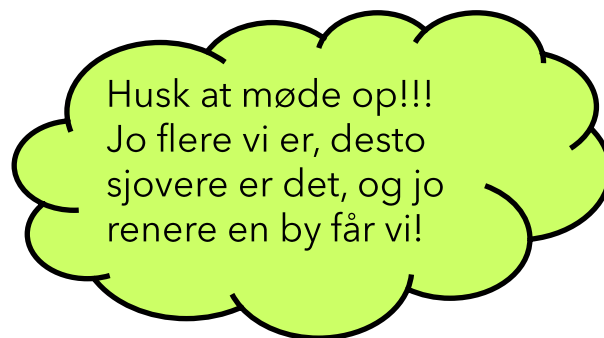 Husk at møde op!!!
Jo flere vi er, desto
sjovere er det, og jo
renere en by får vi!